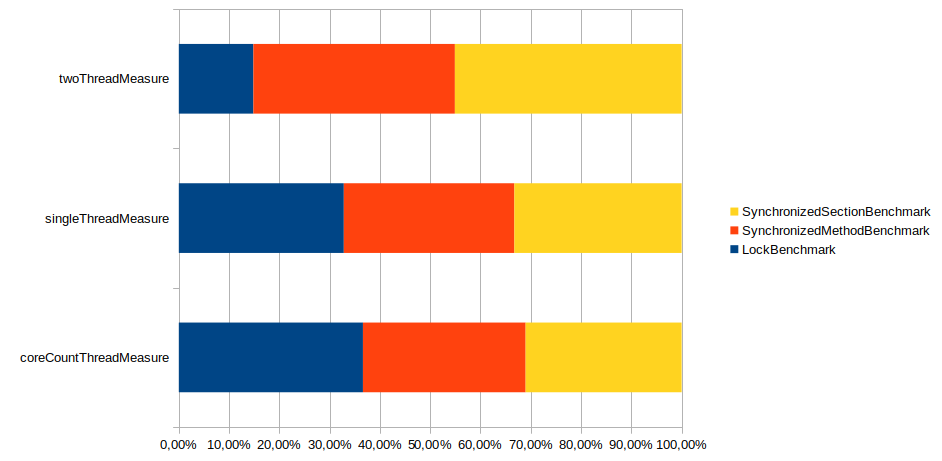 twoThreadMeasure
singleThreadMeasure
coreCountThreadMeasure
0,00% 10,00% 20,00% 30,00% 40,00% 50,00% 60,00% 70,00% 80,00% 90,00% 100,00%
SynchronizedSectionBenchmark
SynchronizedMethodBenchmark
LockBenchmark